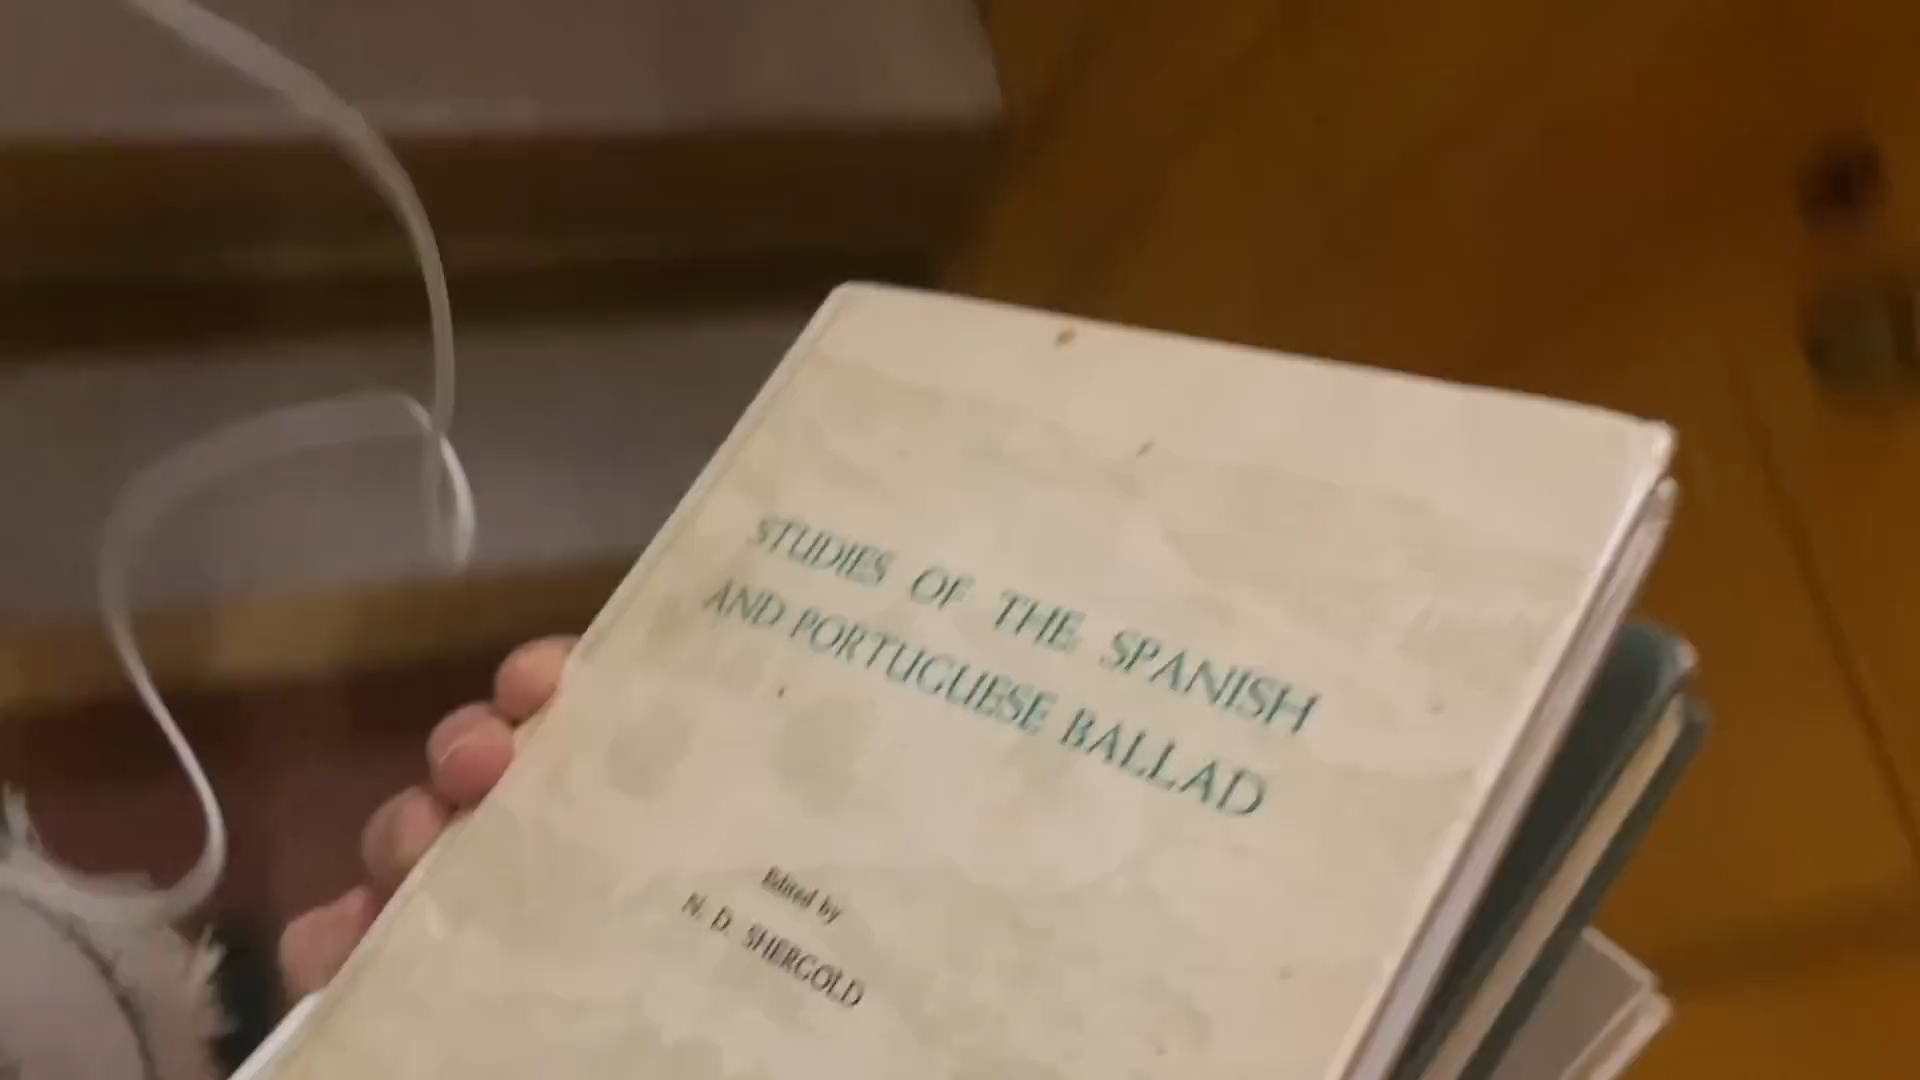 STUDIES OF THE SPANISH
AND PORTUGUESE BALLAD
Edited by
N. D. SHERGOLD